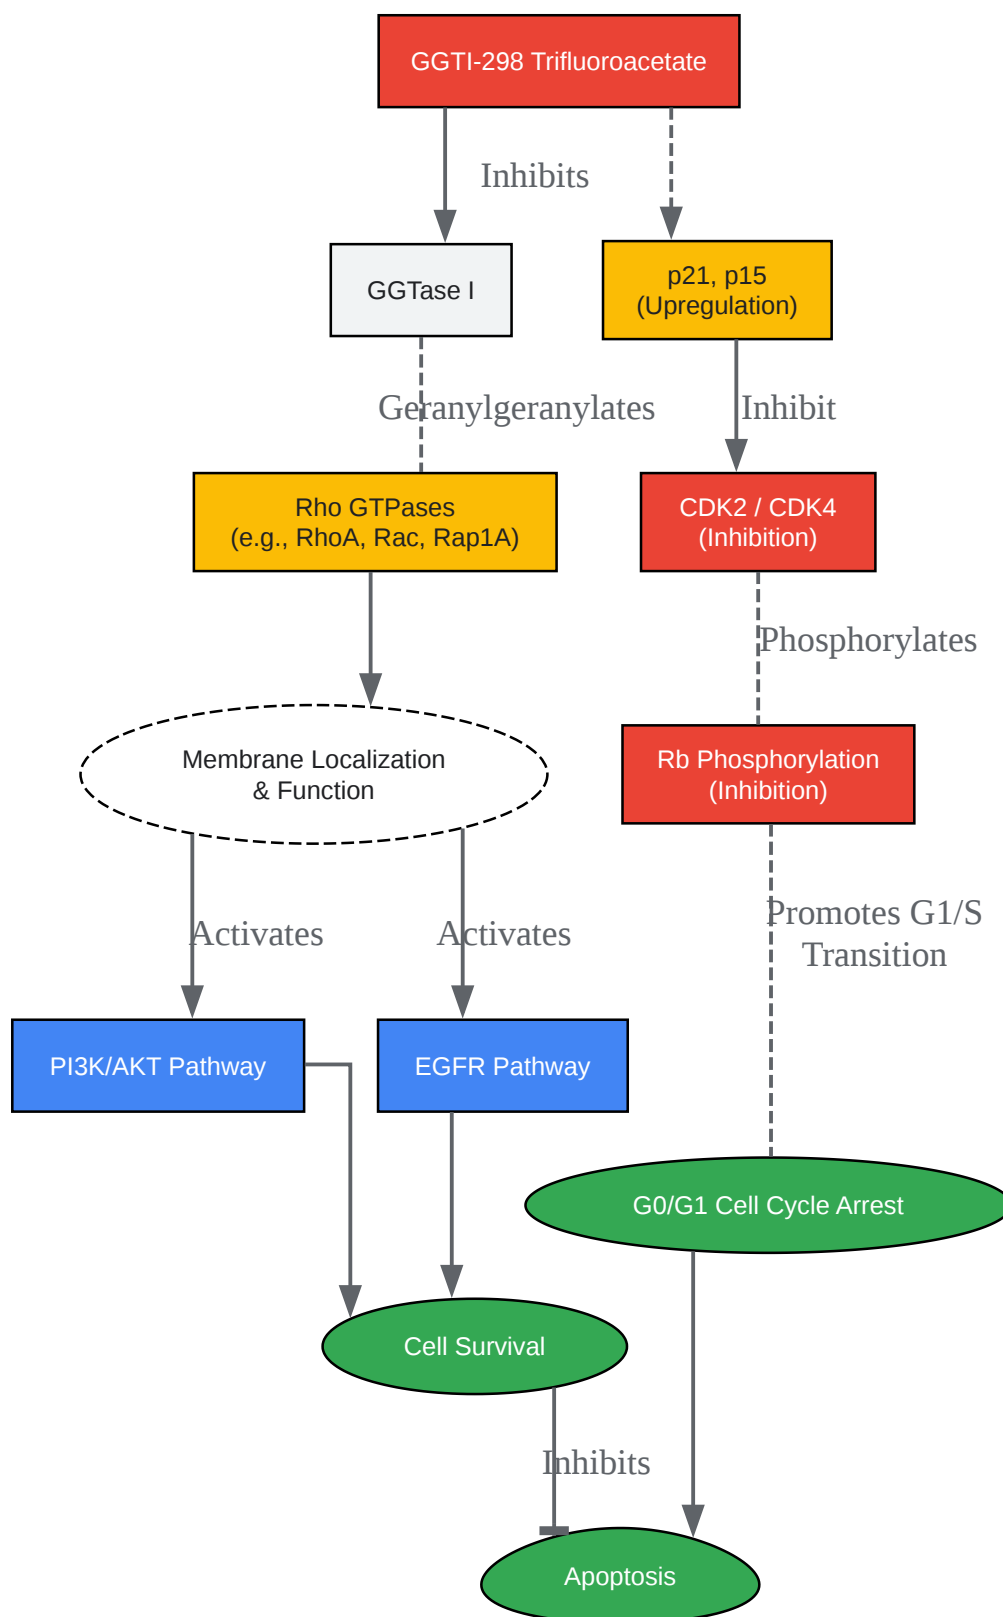 GGTI-298 Trifluoroacetate
Inhibits
GGTase I
p21, p15
(Upregulation)
Geranylgeranylates
Inhibit
Rho GTPases
(e.g., RhoA, Rac, Rap1A)
CDK2 / CDK4
(Inhibition)
Phosphorylates
Membrane Localization
& Function
Rb Phosphorylation
(Inhibition)
Activates
Activates
Promotes G1/S
Transition
PI3K/AKT Pathway
EGFR Pathway
G0/G1 Cell Cycle Arrest
Cell Survival
Inhibits
Apoptosis